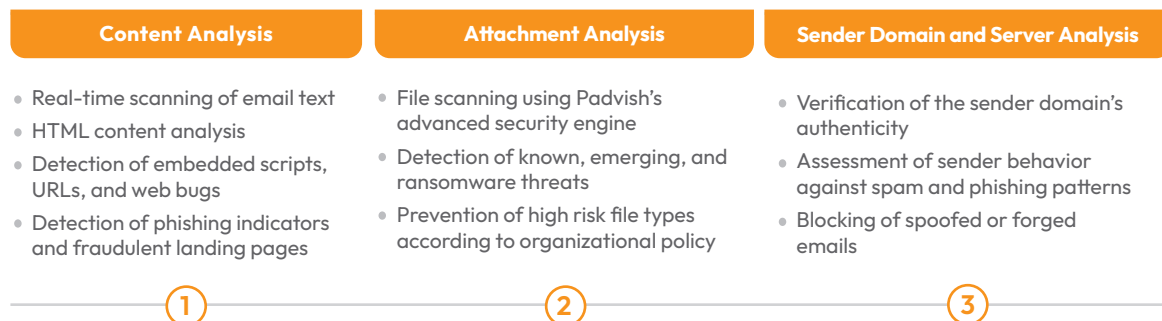 Content Analysis
Real-time scanning of email text
HTML content analysis
Detection of embedded scripts,
URLs, and web bugs
Detection of phishing indicators
and fraudulent landing pages
1
Attachment Analysis
File scanning using Padvish's
advanced security engine
Detection of known, emerging, and
ransomware threats
Prevention of high risk file types
according to organizational policy
2
Sender Domain and Server Analysis
Verification of the sender domain's
authenticity
Assessment of sender behavior
against spam and phishing patterns
Blocking of spoofed or forged
emails
3